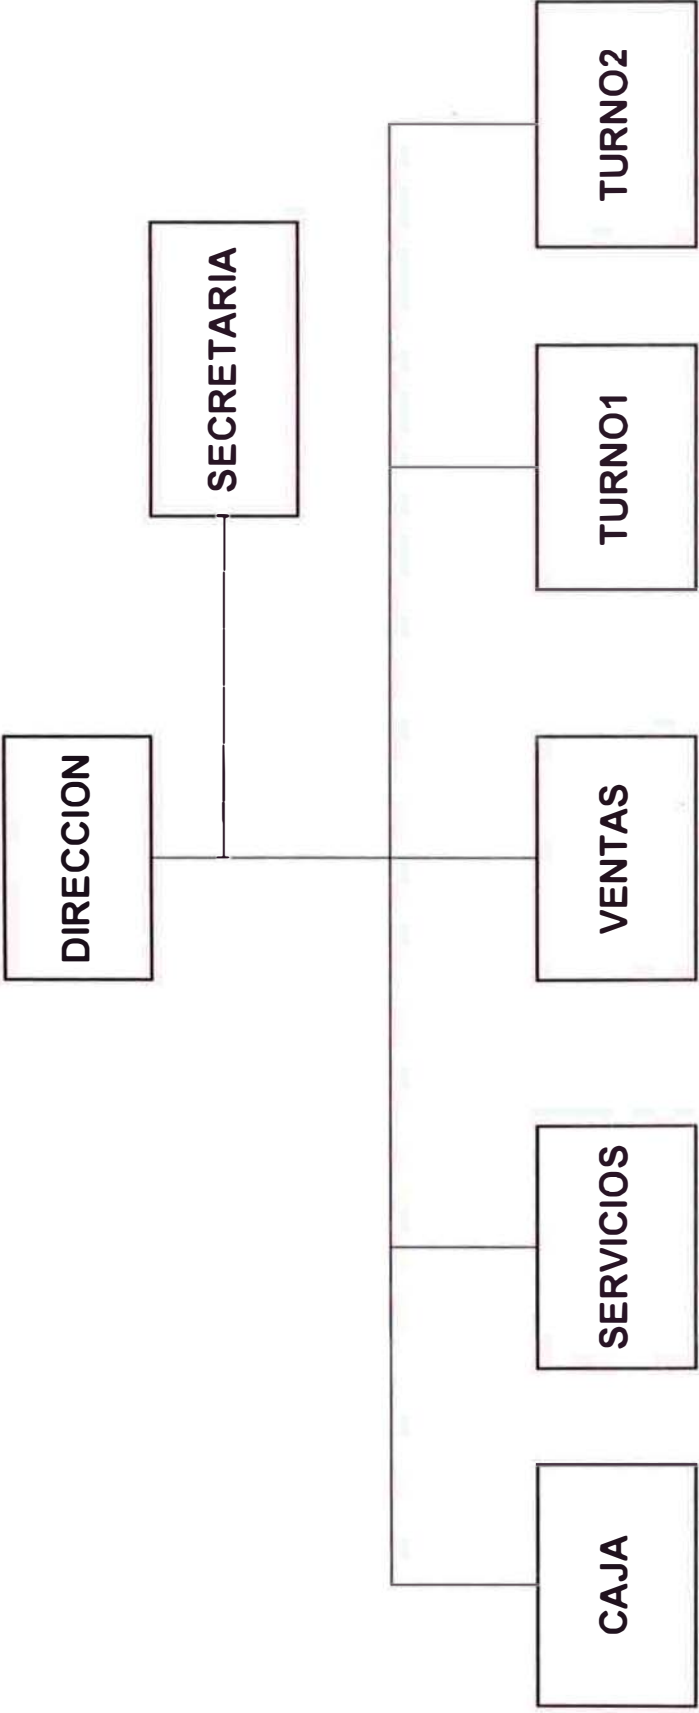 DIRECCION
SECRETARIA
CAJA
SERVICIOS
VENTAS
TURNO1
TURNO2